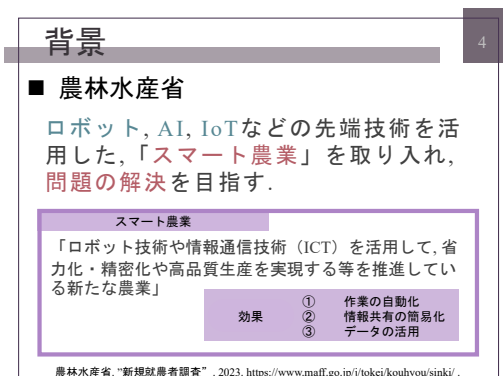 背景
4
■ 農林水産省
ロボット, AI, IoTなどの先端技術を活
用した,「スマート農業」を取り入れ,
問題の解決を目指す.
スマート農業
「ロボット技術や情報通信技術（ICT）を活用して, 省
力化・精密化や高品質生産を実現する等を推進してい
る新たな農業」
効果
① 作業の自動化
② 情報共有の簡易化
③ データの活用
農林水産省. "新規就農者調査". 2023. https://www.maff.go.jp/j/tokei/kouhyou/sinki/ .